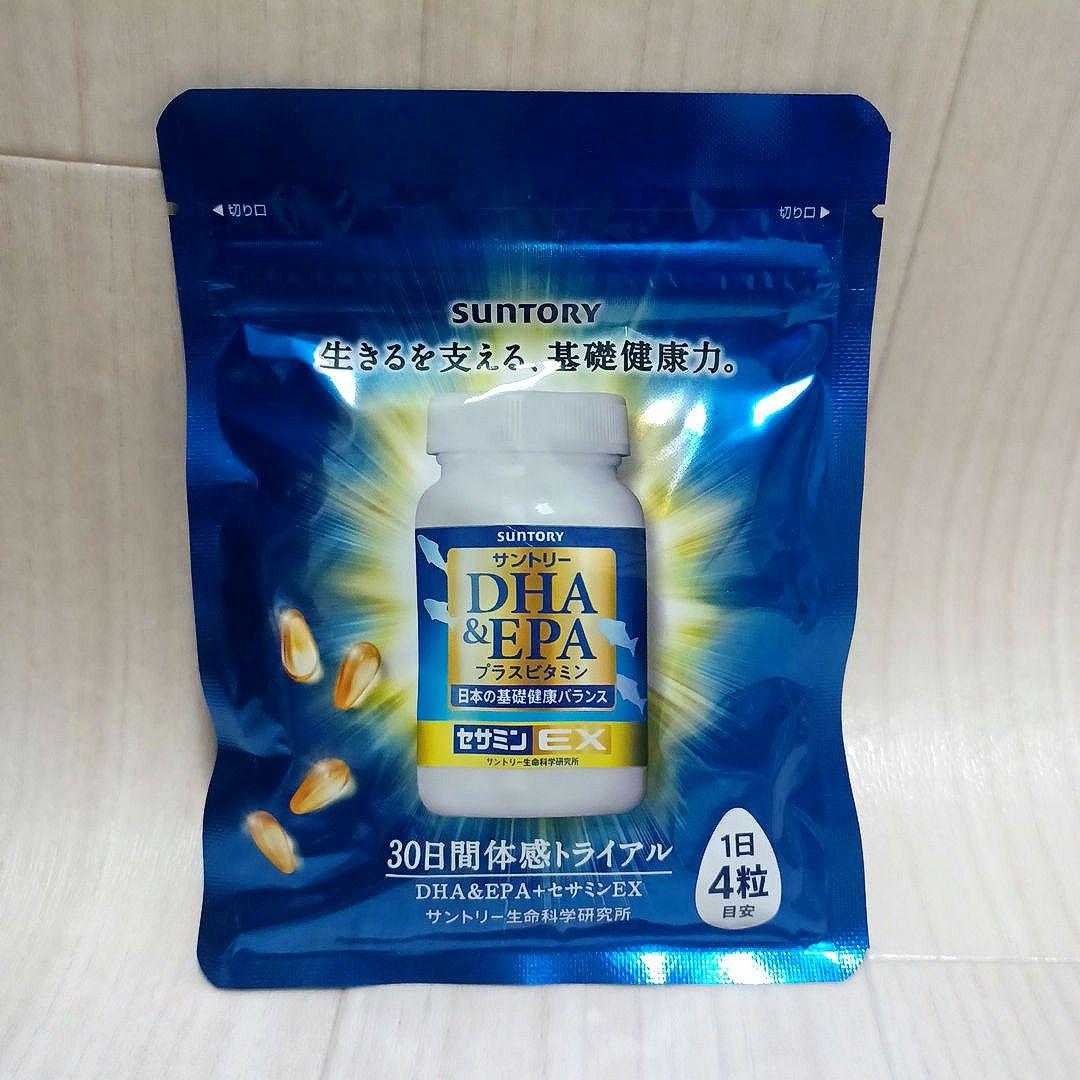 ◀切り口
切り口▶
SUNTORY
生きるを支える、基礎健康力。
SUNTORY
サントリー
DHA
&EPA
プラスビタミン
日本の基礎健康バランス
セサミンEX
サントリー生命科学研究所
30日間体感トライアル
DHA&EPA+セサミンEX
サントリー生命科学研究所
1日
4粒
目安